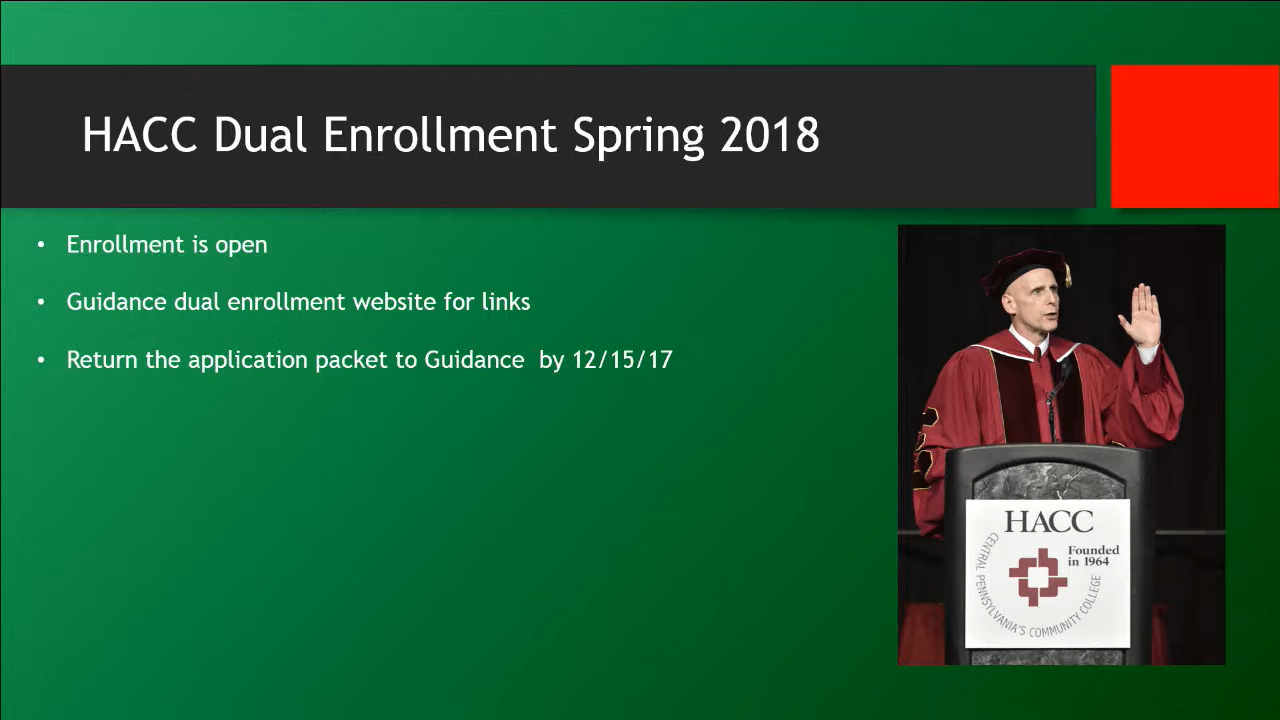 HACC Dual Enrollment Spring 2018
• Enrollment is open
• Guidance dual enrollment website for links
• Return the application packet to Guidance  by 12/15/17
HACC
Founded
in 1964
CENTRAL PENNSYLVANIA'S COMMUNITY COLLEGE